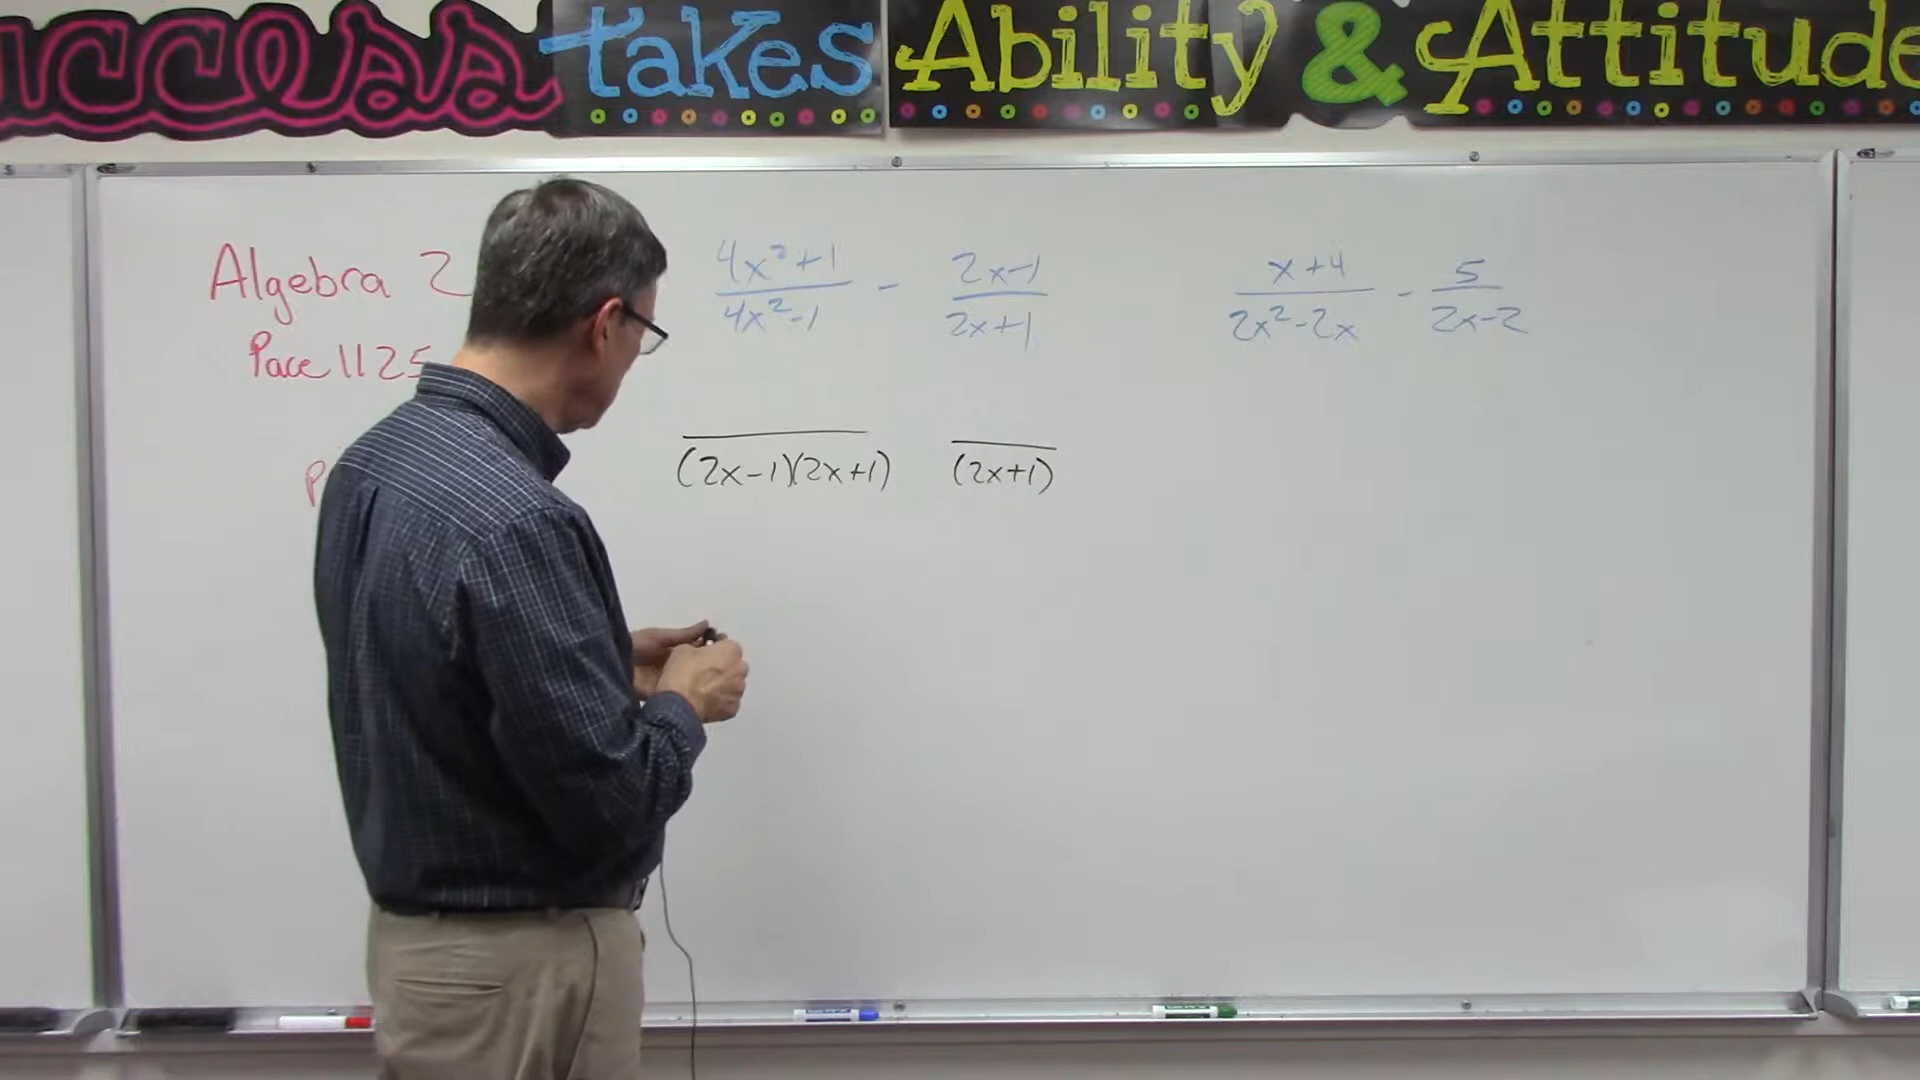 uccess takes Ability & Attitude
Algebra 2
Pace 1125
P
4x²+1 / 4x²-1 - 2x-1 / 2x+1
x+4 / 2x²-2x - 5 / 2x-2
/ (2x-1)(2x+1) / (2x+1)